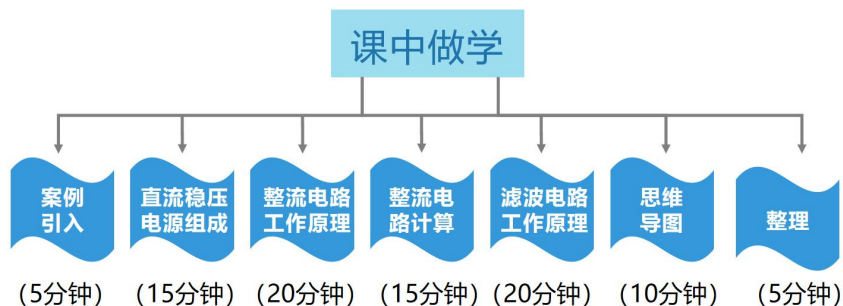 课中做学
案例
引入
直流稳压
电源组成
整流电路
工作原理
整流电
路计算
滤波电路
工作原理
思维
导图
整理
(5分钟)
(15分钟)
(20分钟)
(15分钟)
(20分钟)
(10分钟)
(5分钟)